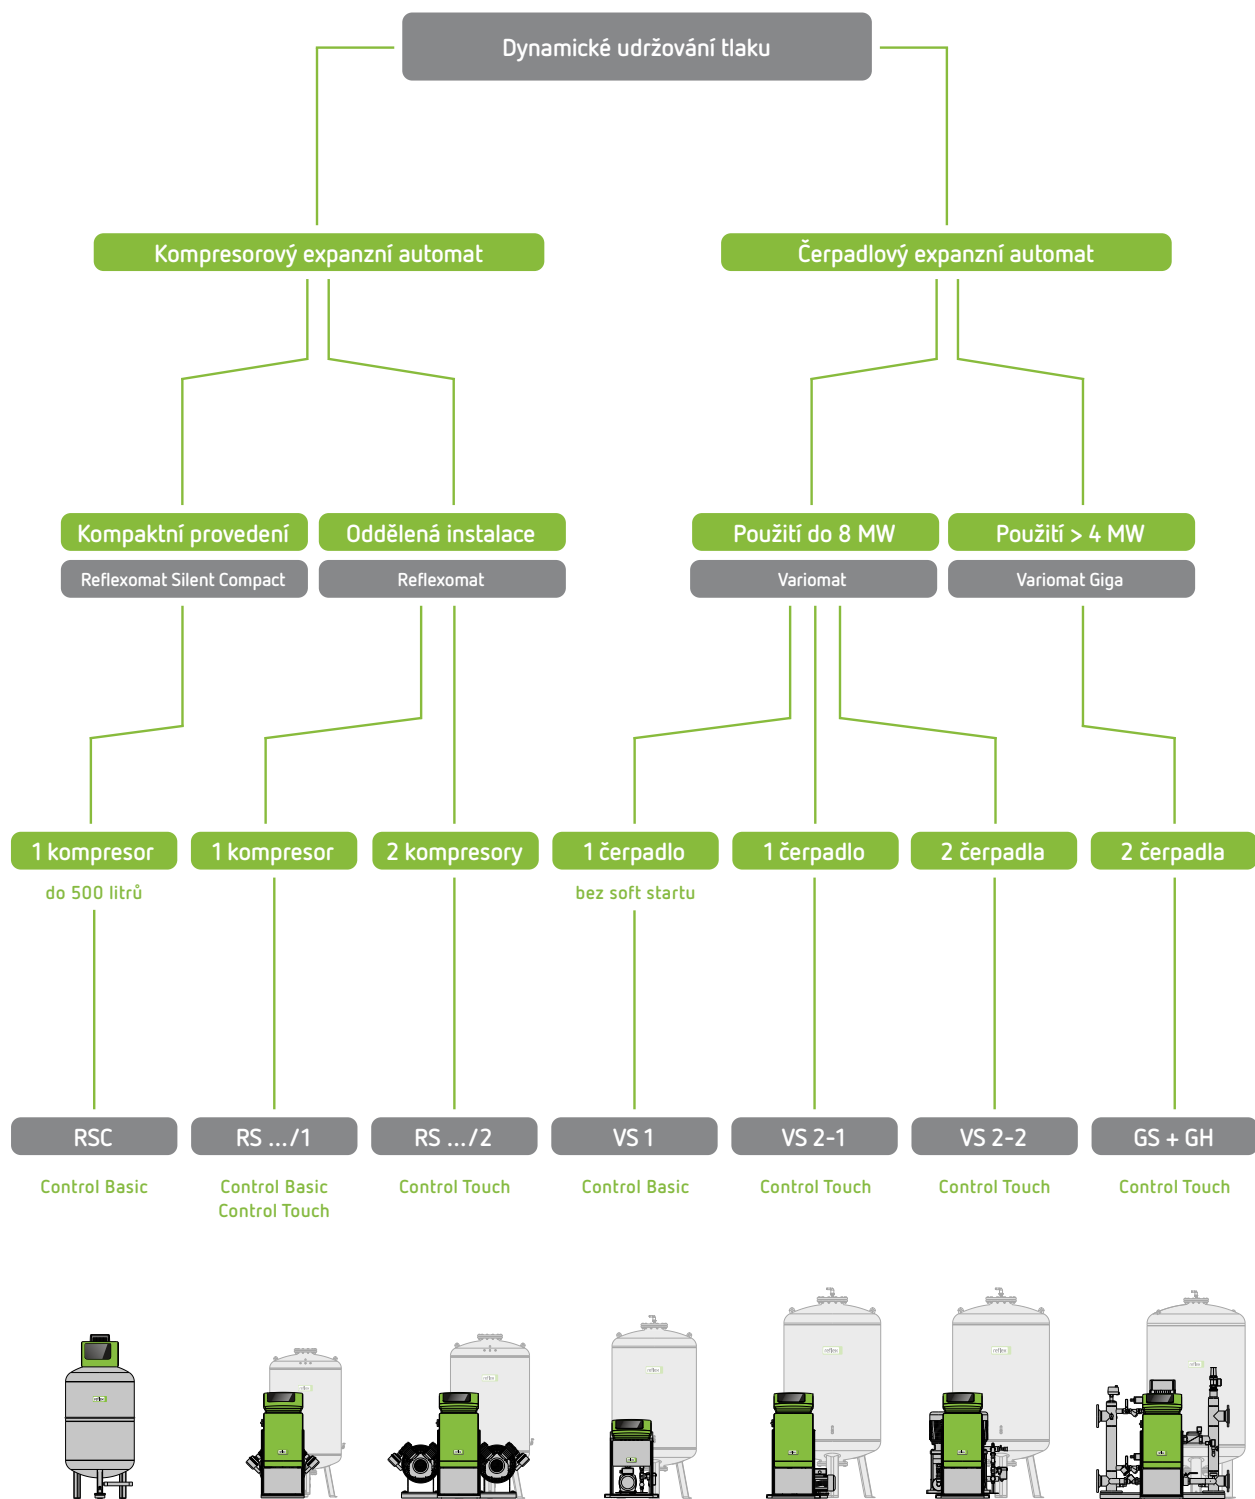 Dynamické udržování tlaku
Kompresorový expanzní automat
Čerpadlový expanzní automat
Kompaktní provedení
Oddělená instalace
Použití do 8 MW
Použití > 4 MW
Reflexomat Silent Compact
Reflexomat
Variomat
Variomat Giga
1 kompresor
1 kompresor
2 kompresory
1 čerpadlo
1 čerpadlo
2 čerpadla
2 čerpadla
do 500 litrů
bez soft startu
RSC
RS .../1
RS .../2
VS 1
VS 2-1
VS 2-2
GS + GH
Control Basic
Control Basic
Control Touch
Control Touch
Control Basic
Control Touch
Control Touch
Control Touch